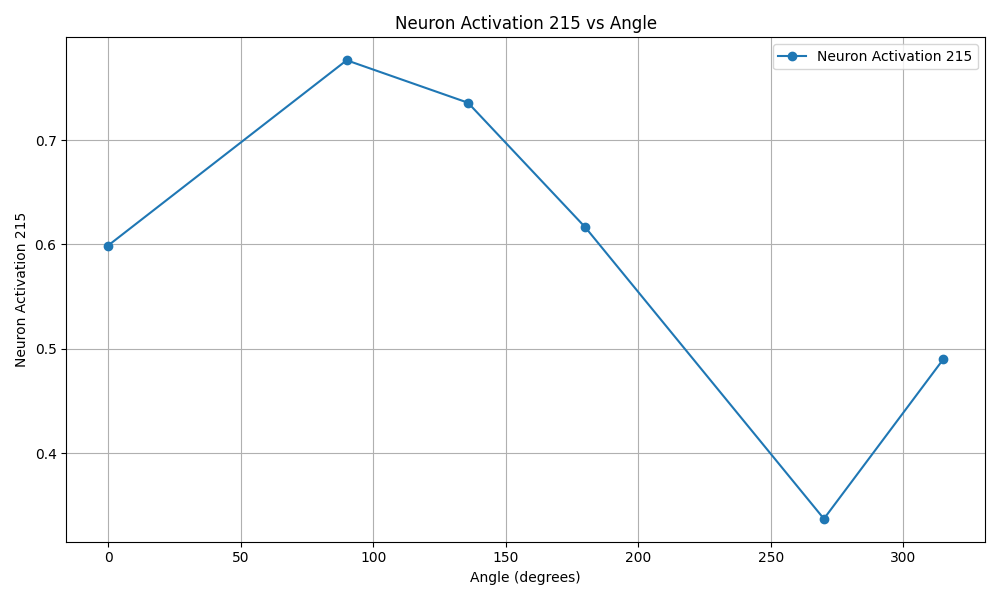 Neuron Activation 215 vs Angle
Neuron Activation 215
Neuron Activation 215
0.7
0.6
0.5
0.4
0 50 100 150 200 250 300
Angle (degrees)